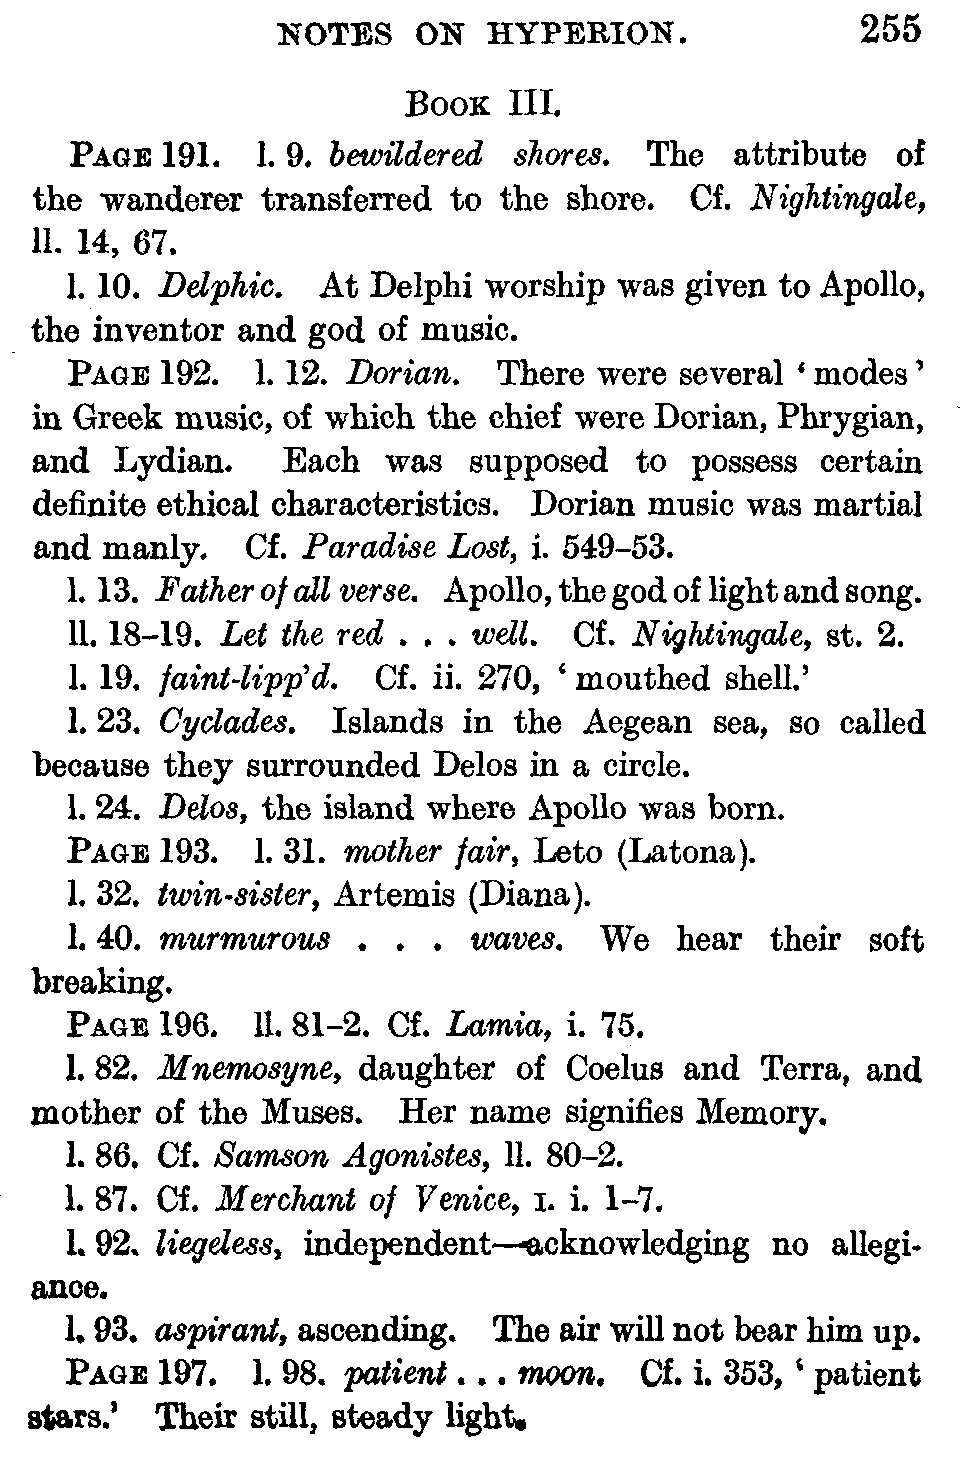 NOTES ON HYPERION. 255
BOOK III.
PAGE 191. l. 9. bewildered shores. The attribute of
the wanderer transferred to the shore. Cf. Nightingale,
ll. 14, 67.
l. 10. Delphic. At Delphi worship was given to Apollo,
the inventor and god of music.
PAGE 192. l. 12. Dorian. There were several ‘modes’
in Greek music, of which the chief were Dorian, Phrygian,
and Lydian. Each was supposed to possess certain
definite ethical characteristics. Dorian music was martial
and manly. Cf. Paradise Lost, i. 549–53.
l. 13. Father of all verse. Apollo, the god of light and song.
ll. 18–19. Let the red . . . well. Cf. Nightingale, st. 2.
l. 19. faint-lipp’d. Cf. ii. 270, ‘mouthed shell.’
l. 23. Cyclades. Islands in the Aegean sea, so called
because they surrounded Delos in a circle.
l. 24. Delos, the island where Apollo was born.
PAGE 193. l. 31. mother fair, Leto (Latona).
l. 32. twin-sister, Artemis (Diana).
l. 40. murmurous . . . waves. We hear their soft
breaking.
PAGE 196. ll. 81–2. Cf. Lamia, i. 75.
l. 82. Mnemosyne, daughter of Coelus and Terra, and
mother of the Muses. Her name signifies Memory.
l. 86. Cf. Samson Agonistes, ll. 80–2.
l. 87. Cf. Merchant of Venice, I. i. 1–7.
l. 92. liegeless, independent—acknowledging no allegi-
ance.
l. 93. aspirant, ascending. The air will not bear him up.
PAGE 197. l. 98. patient . . . moon. Cf. i. 353, ‘patient
stars.’ Their still, steady light.